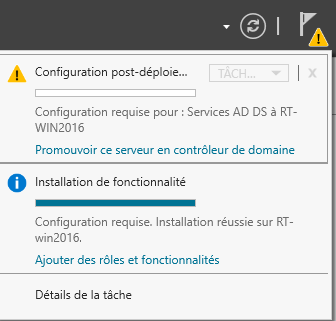 Configuration post-déploie... TÂCH... X
Configuration requise pour : Services AD DS à RT-
WIN2016
Promouvoir ce serveur en contrôleur de domaine
Installation de fonctionnalité
Configuration requise. Installation réussie sur RT-
win2016.
Ajouter des rôles et fonctionnalités
Détails de la tâche